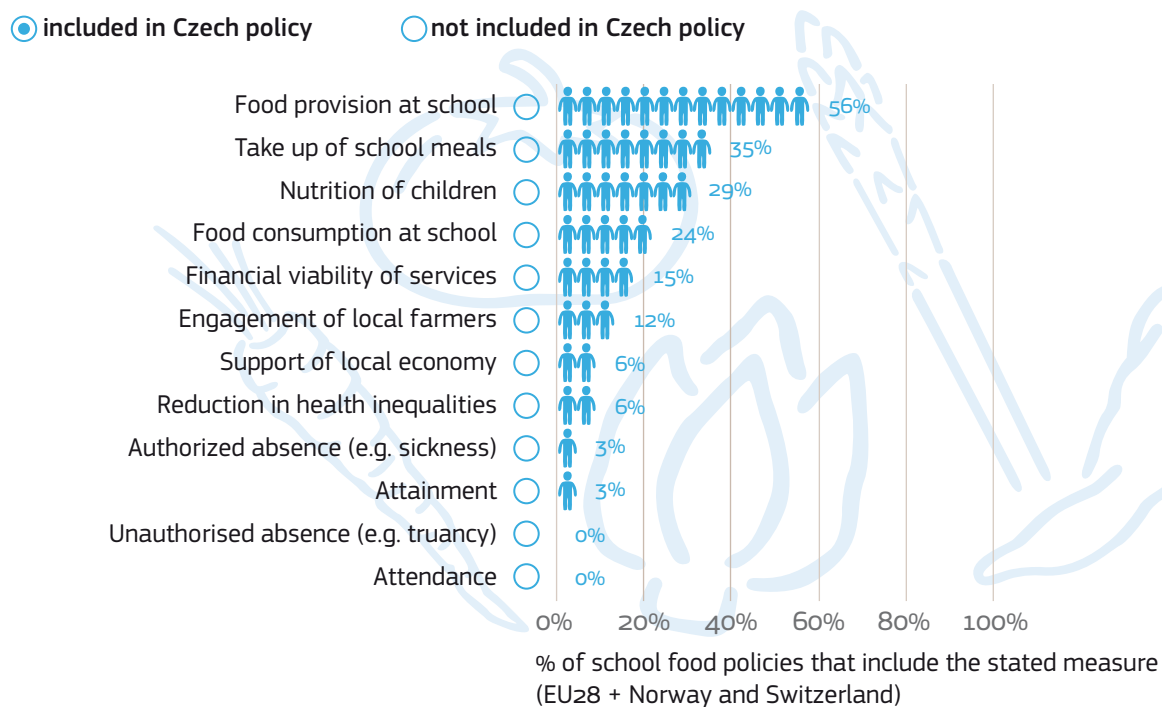 included in Czech policy not included in Czech policy
Food provision at school 56%
Take up of school meals 35%
Nutrition of children 29%
Food consumption at school 24%
Financial viability of services 15%
Engagement of local farmers 12%
Support of local economy 6%
Reduction in health inequalities 6%
Authorized absence (e.g. sickness) 3%
Attainment 3%
Unauthorised absence (e.g. truancy) 0%
Attendance 0%
0% 20% 40% 60% 80% 100%
% of school food policies that include the stated measure
(EU28 + Norway and Switzerland)